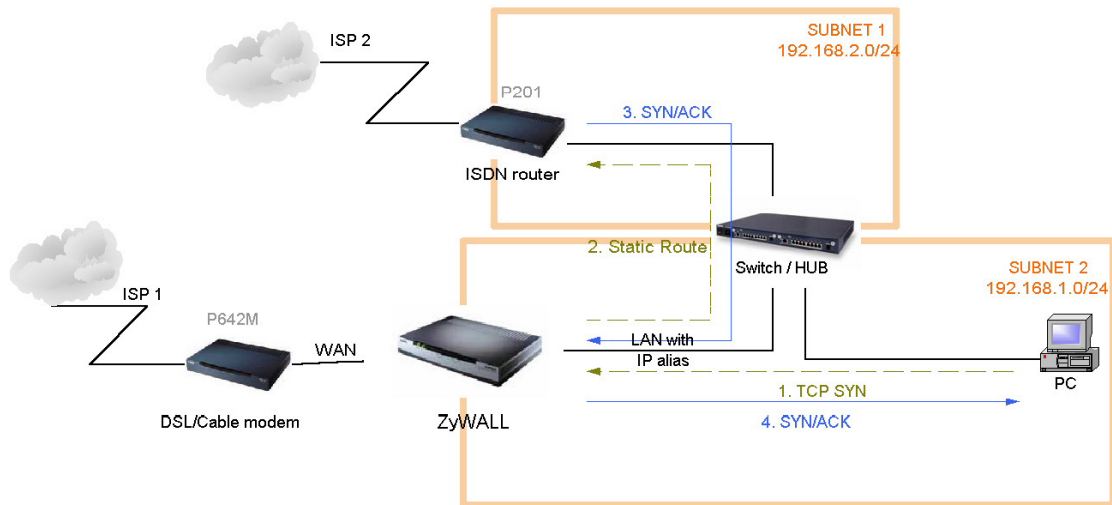 ISP 2
SUBNET 1
192.168.2.0/24
P201
3. SYN/ACK
ISDN router
2. Static Route
Switch / HUB
SUBNET 2
192.168.1.0/24
ISP 1
P642M
WAN
LAN with
IP alias
PC
1. TCP SYN
DSL/Cable modem
ZyWALL
4. SYN/ACK